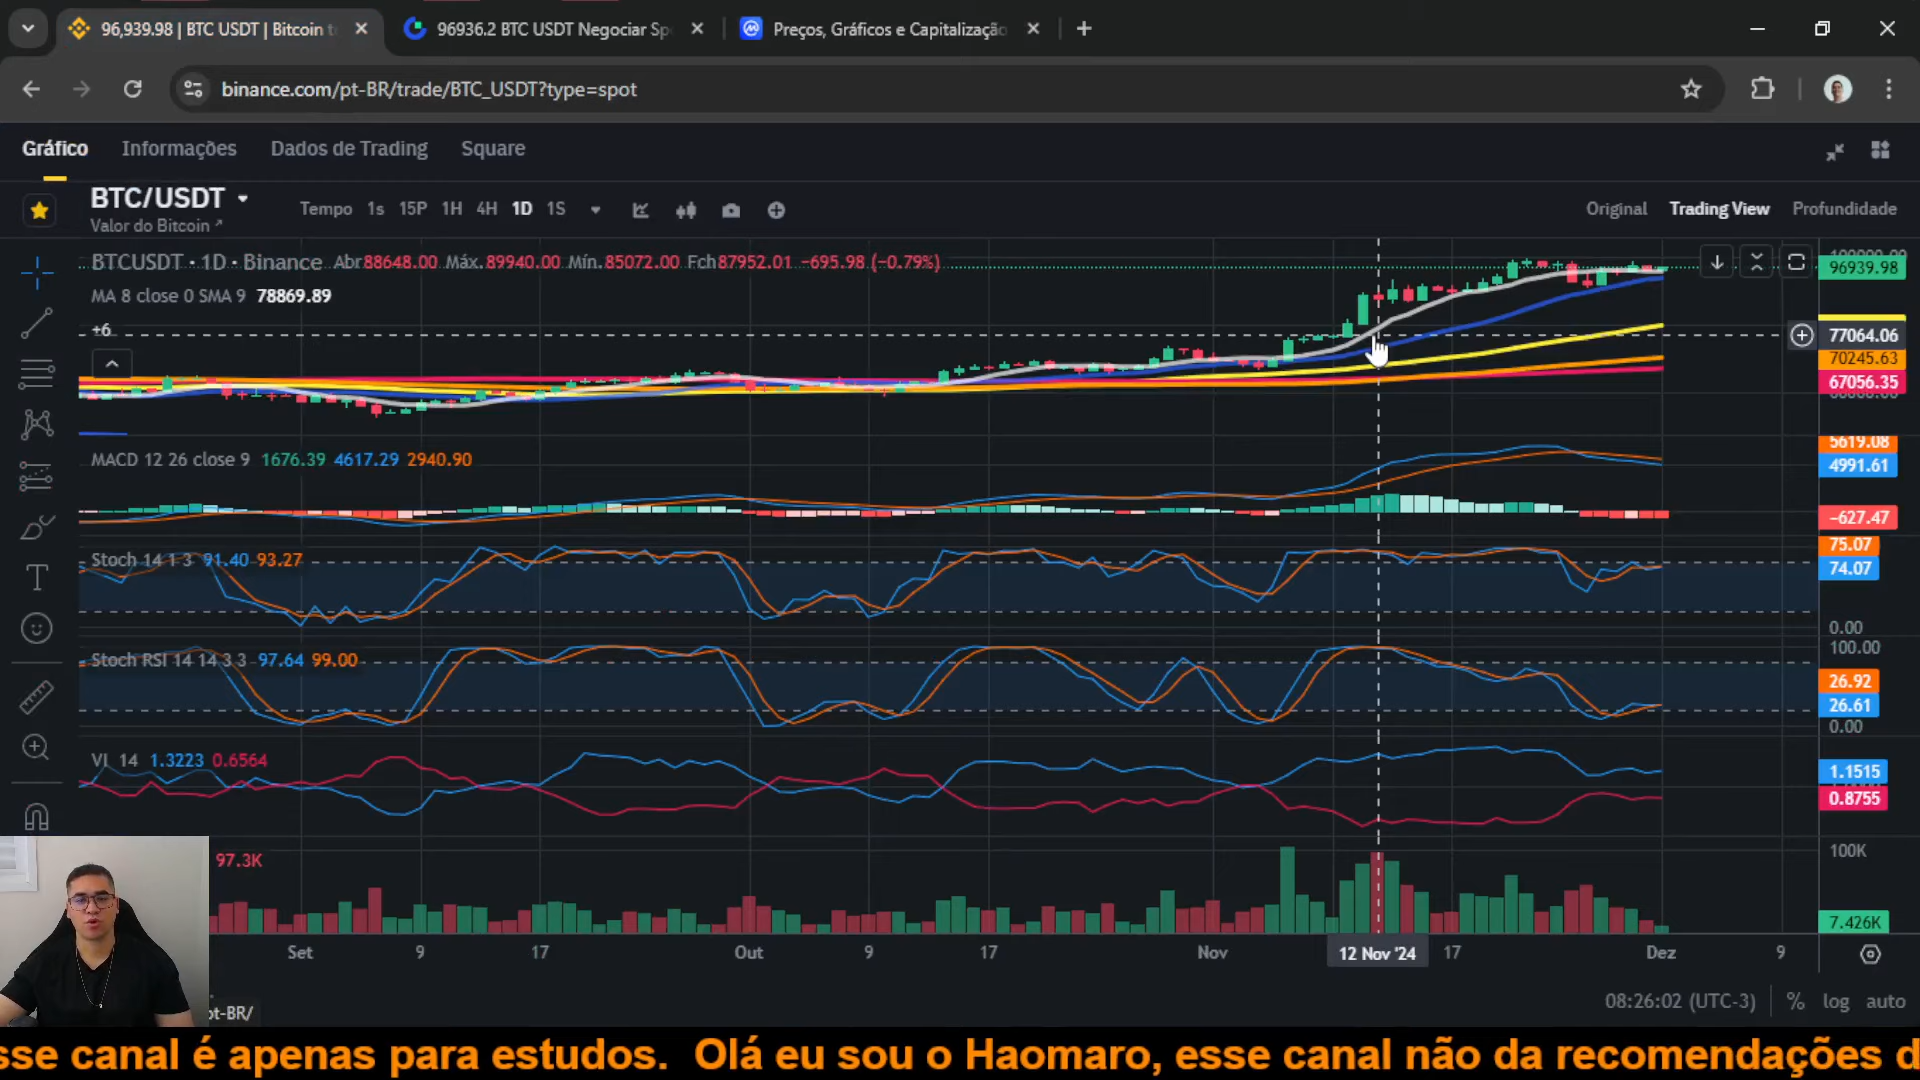 96,939.98 | BTC USDT | Bitcoin t
96936.2 BTC USDT Negociar Sp
Preços, Gráficos e Capitalização
binance.com/pt-BR/trade/BTC_USDT?type=spot
Gráfico Informações Dados de Trading Square
BTC/USDT
Valor do Bitcoin
Tempo 1s 15P 1H 4H 1D 1S
Original Trading View Profundidade
BTCUSDT · 1D · Binance Abr88648.00 Máx.89940.00 Mín.85072.00 Fch87952.01 −695.98 (−0.79%)
96939.98
MA 8 close 0 SMA 9 78869.89
+6
77064.06
70245.63
67056.35
MACD 12 26 close 9 1676.39 4617.29 2940.90
5619.08
4991.61
−627.47
Stoch 14 1 3 91.40 93.27
75.07
74.07
0.00
Stoch RSI 14 14 3 3 97.64 99.00
100.00
26.92
26.61
0.00
VI 14 1.3223 0.6564
1.1515
0.8755
97.3K
100K
7.426K
Set 9 17 Out 9 17 Nov 12 Nov '24 17 Dez 9
08:26:02 (UTC-3) % log auto
pt-BR/
sse canal é apenas para estudos. Olá eu sou o Haomaro, esse canal não da recomendações d